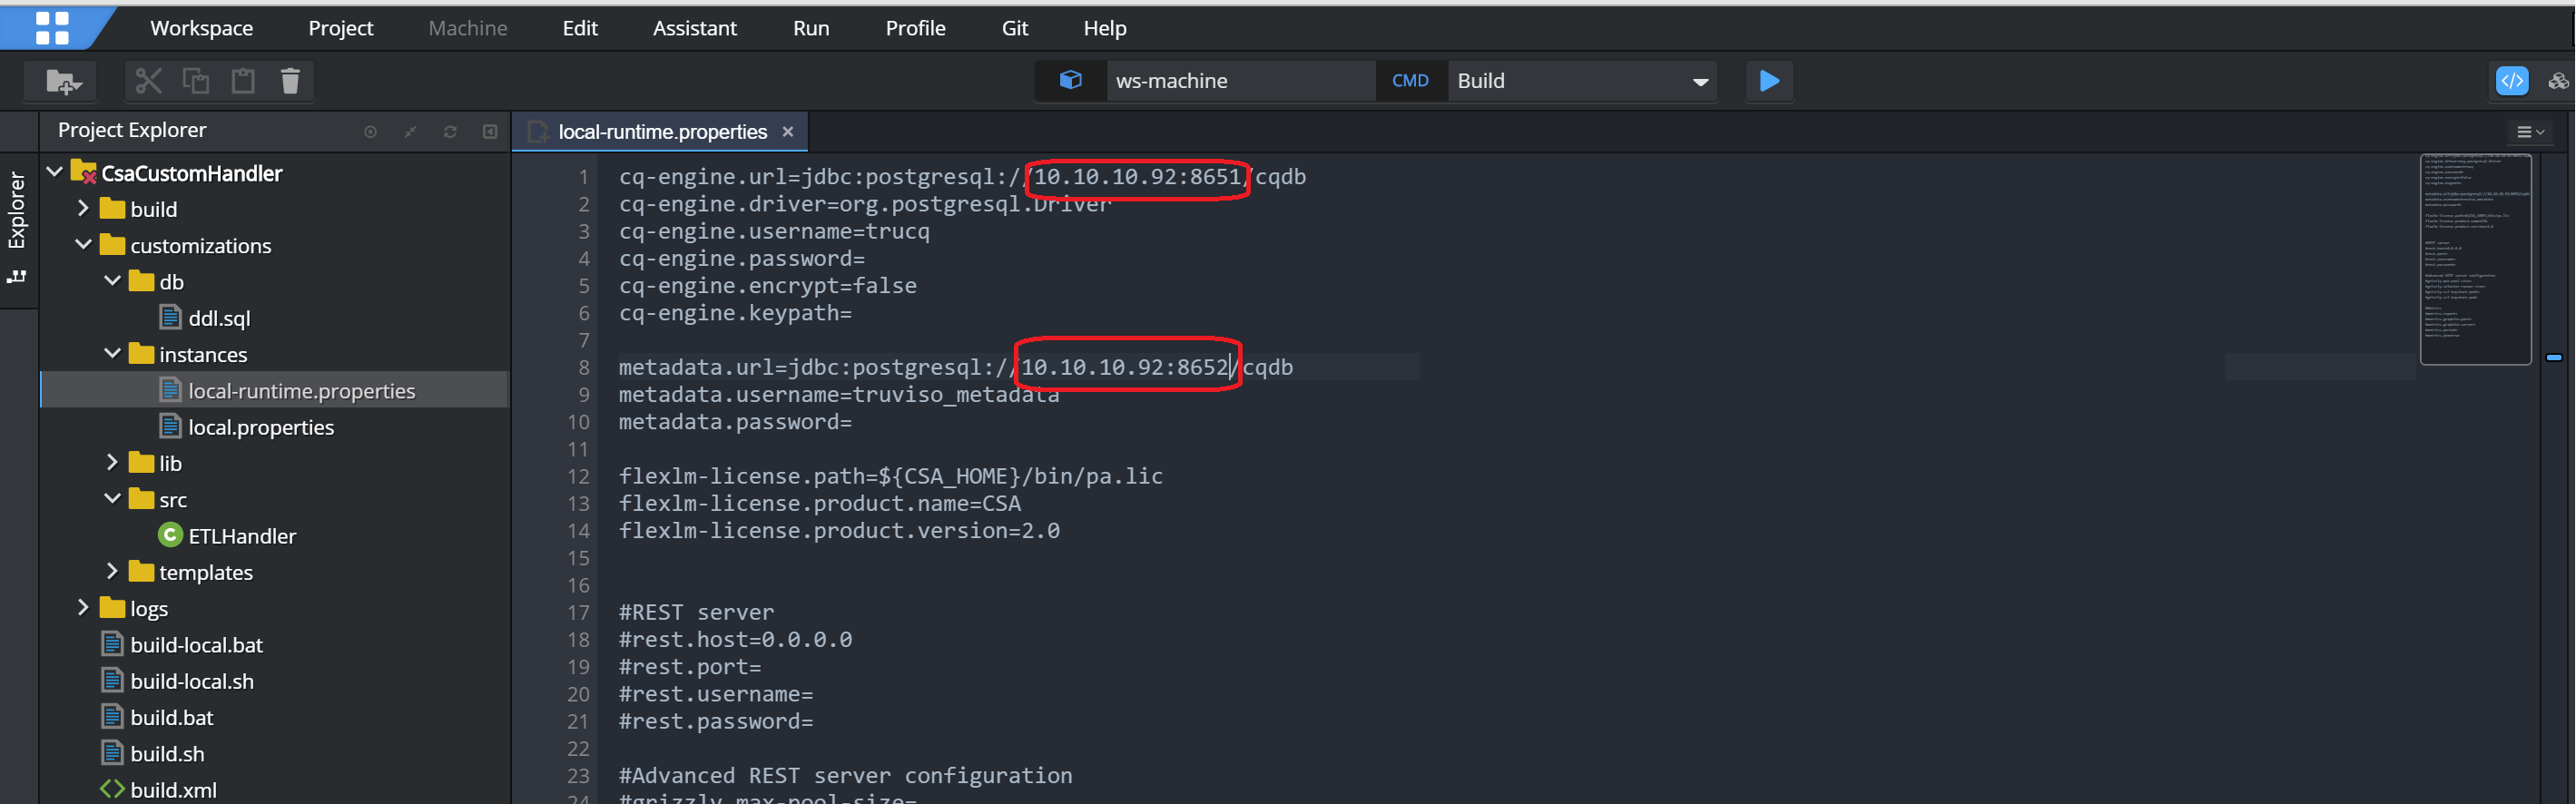 Workspace Project Machine Edit Assistant Run Profile Git Help
ws-machine CMD Build
Explorer
Project Explorer
CsaCustomHandler
build
customizations
db
ddl.sql
instances
local-runtime.properties
local.properties
lib
src
C ETLHandler
templates
logs
build-local.bat
build-local.sh
build.bat
build.sh
build.xml
local-runtime.properties ×
1 cq-engine.url=jdbc:postgresql://10.10.10.92:8651/cqdb
2 cq-engine.driver=org.postgresql.Driver
3 cq-engine.username=trucq
4 cq-engine.password=
5 cq-engine.encrypt=false
6 cq-engine.keypath=
7
8 metadata.url=jdbc:postgresql://10.10.10.92:8652/cqdb
9 metadata.username=truviso_metadata
10 metadata.password=
11
12 flexlm-license.path=${CSA_HOME}/bin/pa.lic
13 flexlm-license.product.name=CSA
14 flexlm-license.product.version=2.0
15
16
17 #REST server
18 #rest.host=0.0.0.0
19 #rest.port=
20 #rest.username=
21 #rest.password=
22
23 #Advanced REST server configuration
24 #grizzly.max-pool-size=